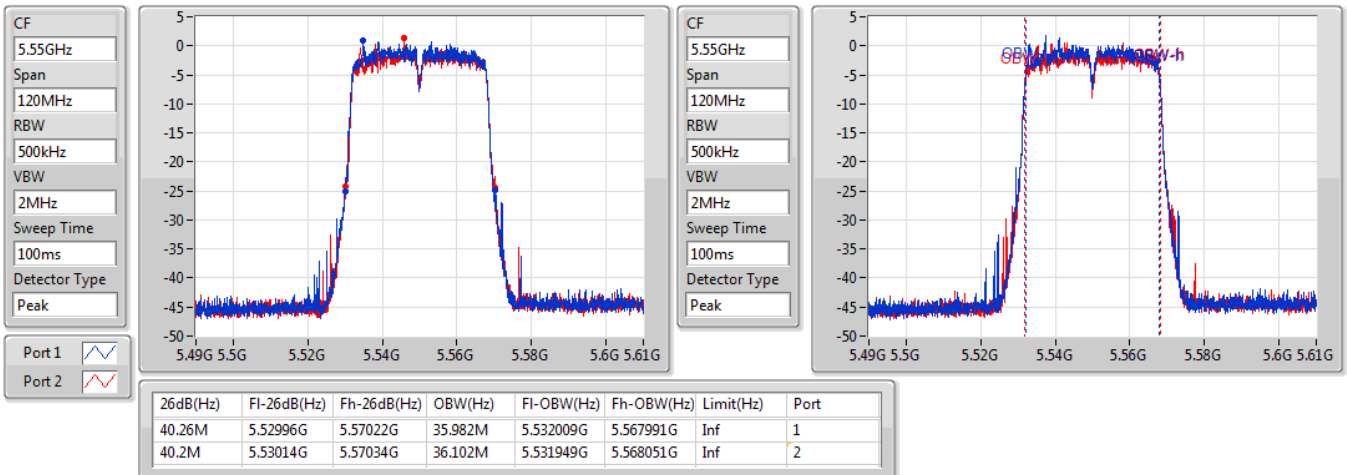 CF
5.55GHz
Span
120MHz
RBW
500kHz
VBW
2MHz
Sweep Time
100ms
Detector Type
Peak
Port 1
Port 2
5
0
-5
-10
-15
-20
-25
-30
-35
-40
-45
-50
5.49G 5.5G 5.52G 5.54G 5.56G 5.58G 5.6G 5.61G
CF
5.55GHz
Span
120MHz
RBW
500kHz
VBW
2MHz
Sweep Time
100ms
Detector Type
Peak
5
0
-5
-10
-15
-20
-25
-30
-35
-40
-45
-50
OBW-h
5.49G 5.5G 5.52G 5.54G 5.56G 5.58G 5.6G 5.61G
26dB(Hz) Fl-26dB(Hz) Fh-26dB(Hz) OBW(Hz) Fl-OBW(Hz) Fh-OBW(Hz) Limit(Hz) Port
40.26M 5.52996G 5.57022G 35.982M 5.532009G 5.567991G Inf 1
40.2M 5.53014G 5.57034G 36.102M 5.531949G 5.568051G Inf 2